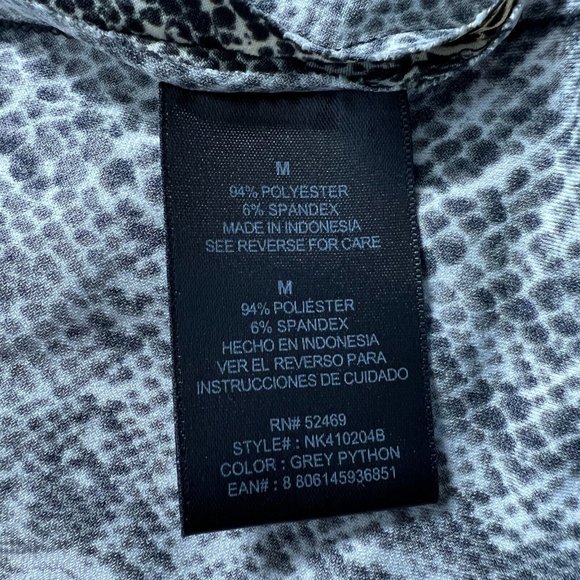 M
94% POLYESTER
6% SPANDEX
MADE IN INDONESIA
SEE REVERSE FOR CARE
M
94% POLIÉSTER
6% SPANDEX
HECHO EN INDONESIA
VER EL REVERSO PARA
INSTRUCCIONES DE CUIDADO
RN# 52469
STYLE# : NK410204B
COLOR : GREY PYTHON
EAN# : 8 806145936851